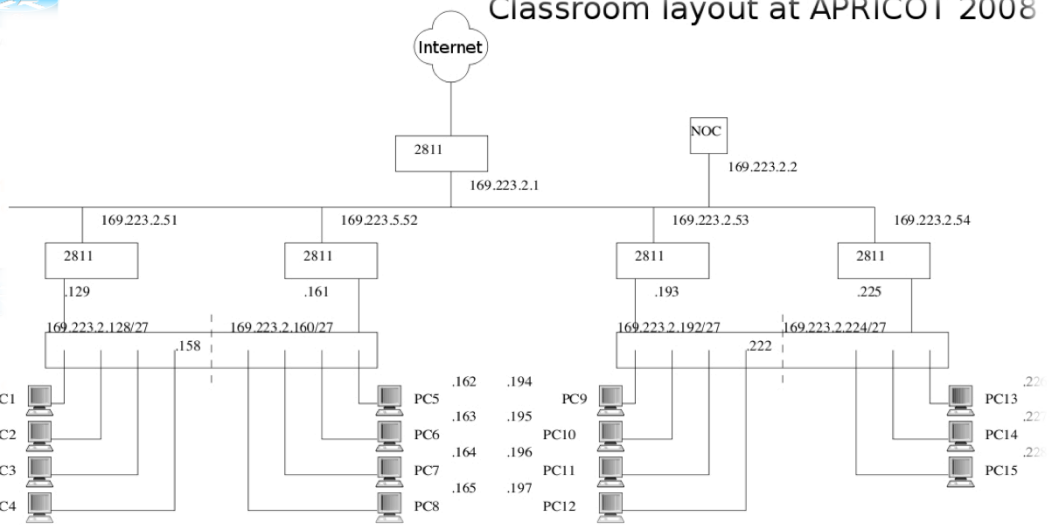 Classroom layout at APRICOT 2008
Internet
2811
NOC
169.223.2.2
169.223.2.1
169.223.2.51
169.223.5.52
169.223.2.53
169.223.2.54
2811
2811
2811
2811
.129
.161
.193
.225
169.223.2.128/27
169.223.2.160/27
169.223.2.192/27
169.223.2.224/27
.158
.222
.162
.194
PC5
PC9
PC13
.163
.195
PC6
PC10
PC14
.164
.196
PC7
PC11
PC15
.165
.197
PC8
PC12